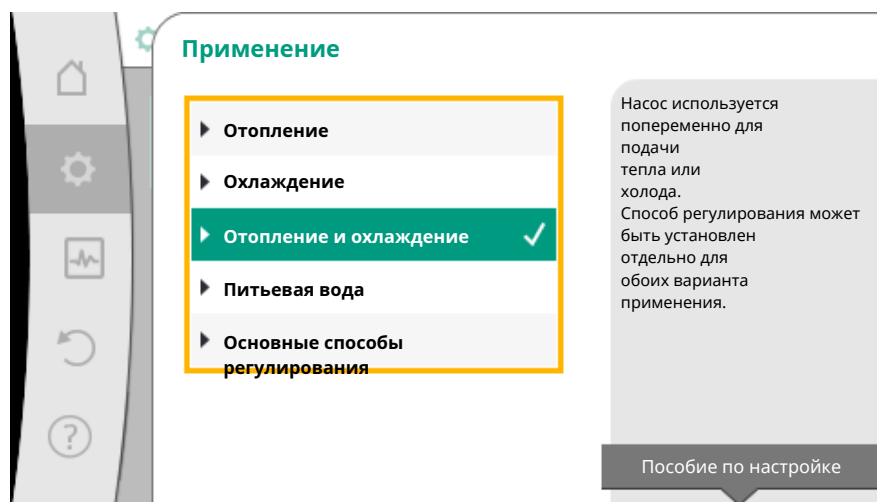 Применение
Отопление
Охлаждение
Отопление и охлаждение
Питьевая вода
Основные способы
регулирования
Насос используется
попеременно для
подачи
тепла или
холода.
Способ регулирования может
быть установлен
отдельно для
обоих варианта
применения.
Пособие по настройке
?